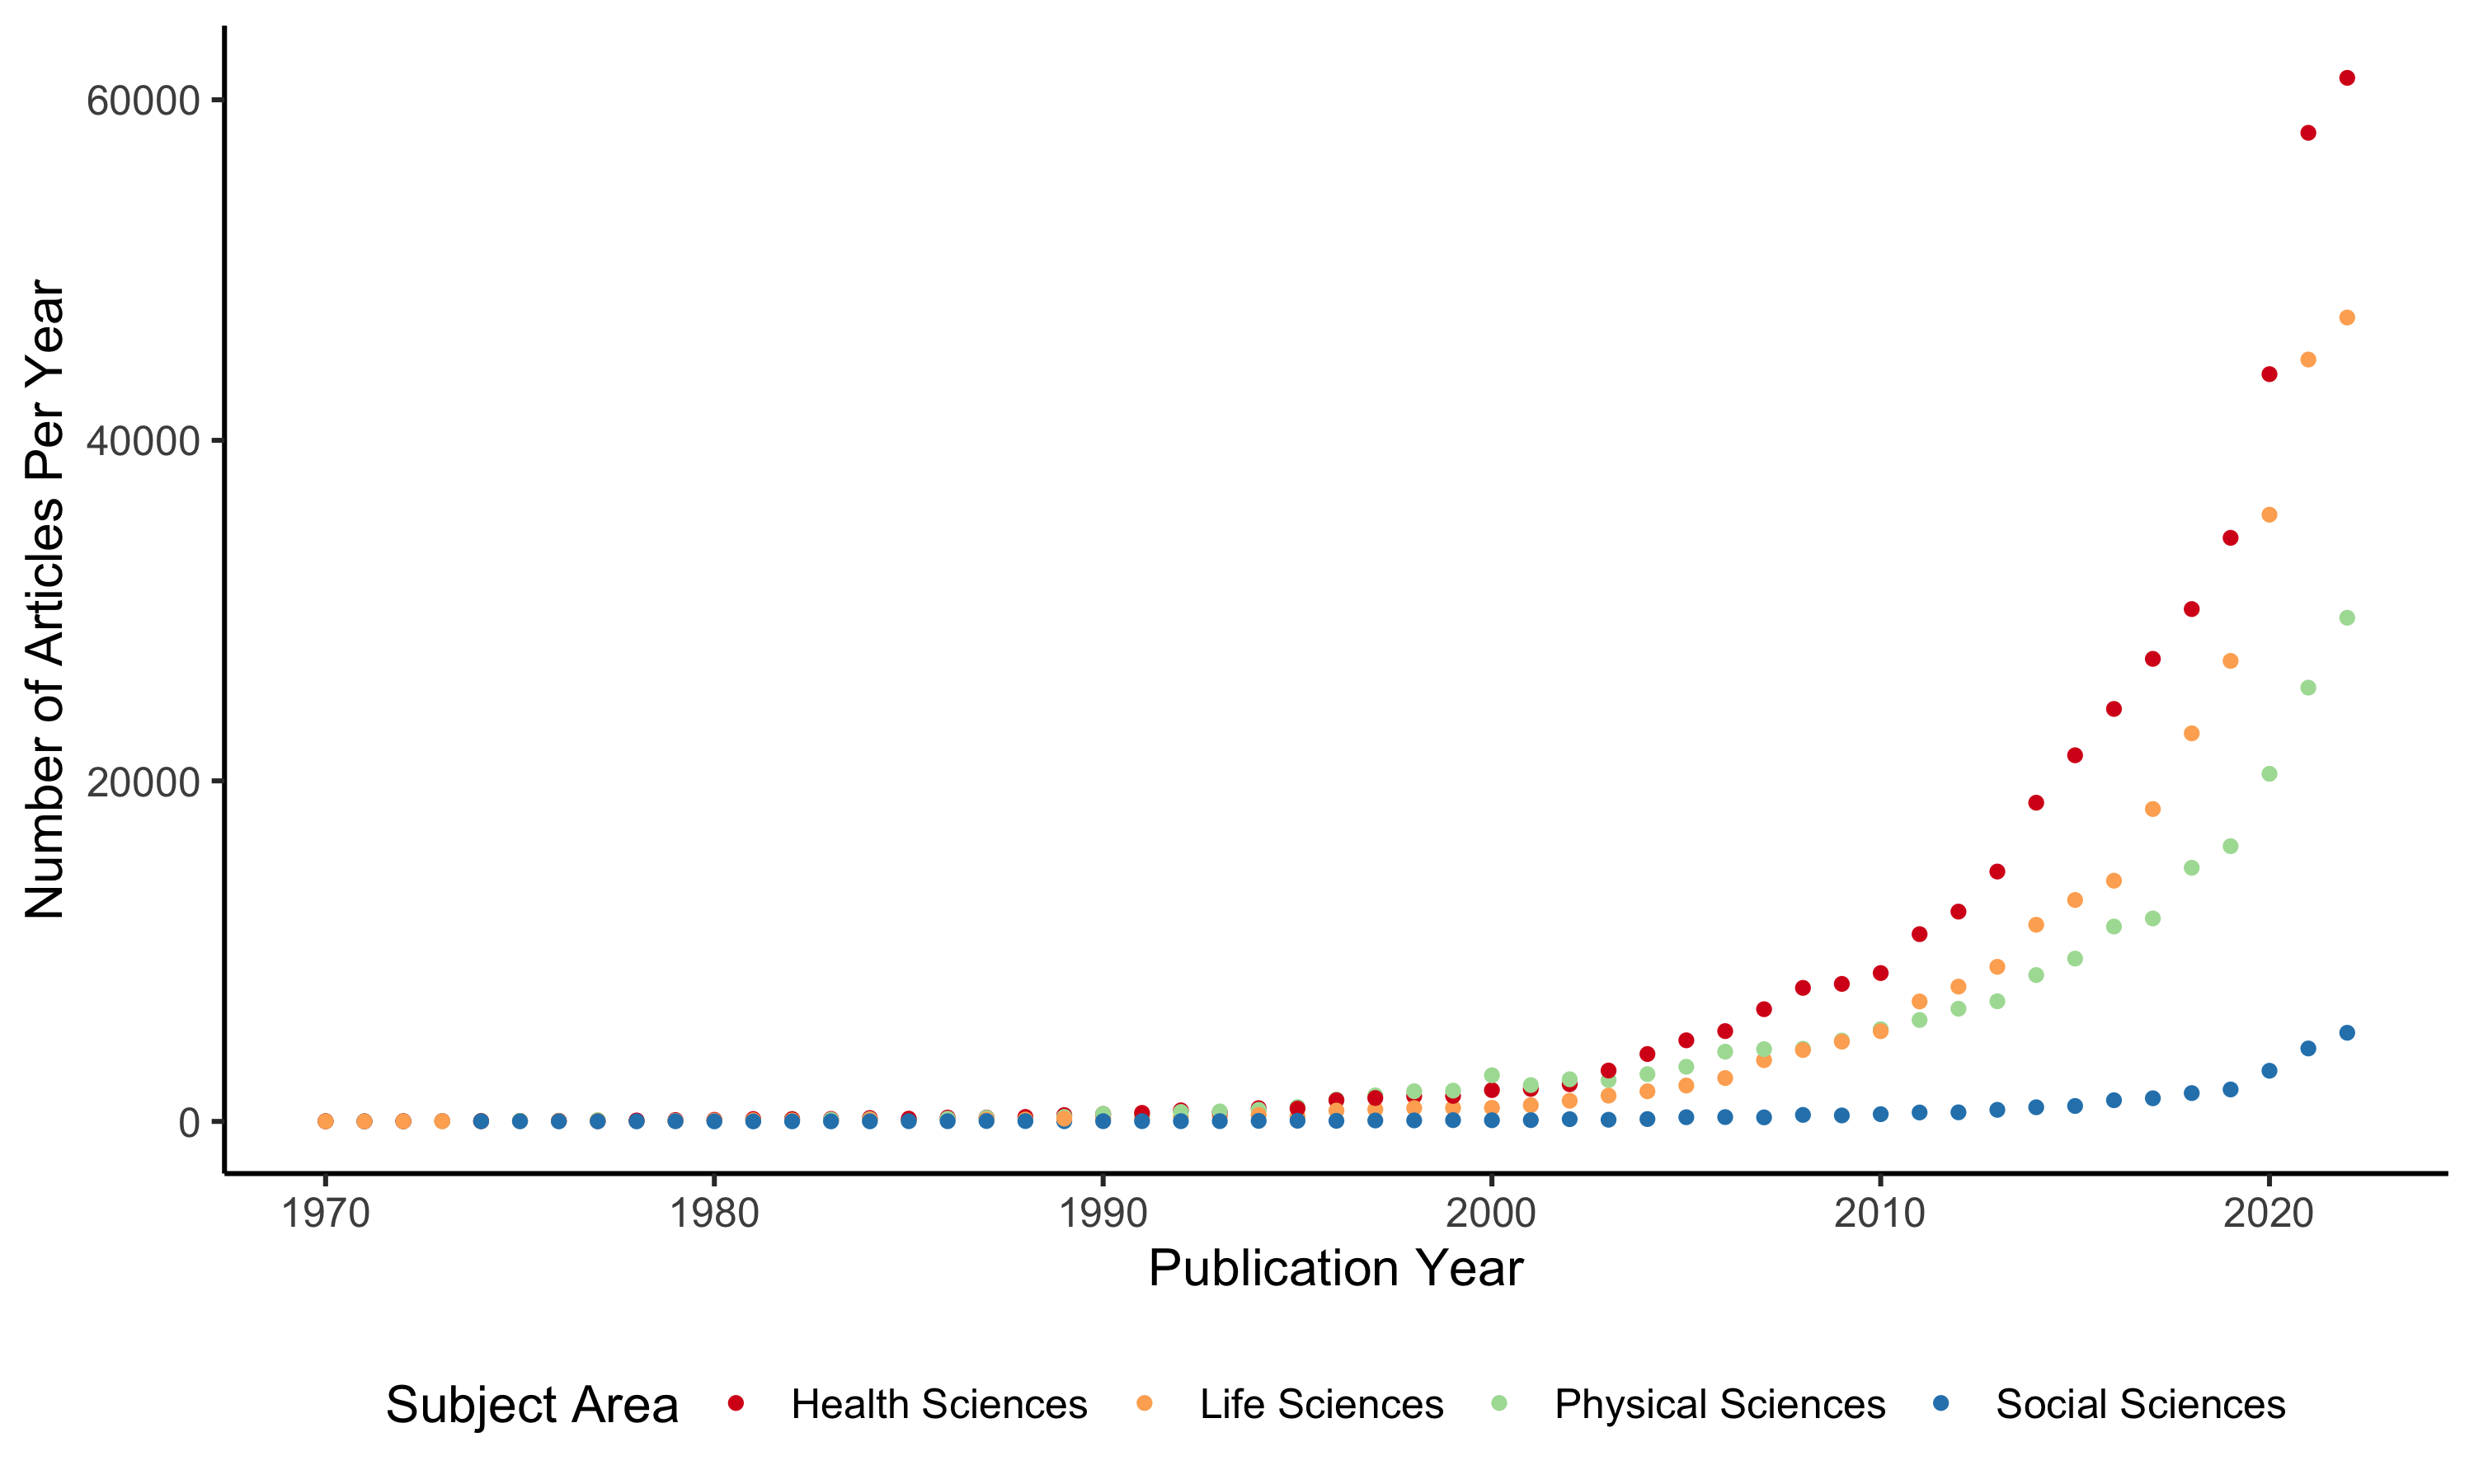 Number of Articles Per Year
60000
40000
20000
0
1970 1980 1990 2000 2010 2020
Publication Year
Subject Area Health Sciences Life Sciences Physical Sciences Social Sciences